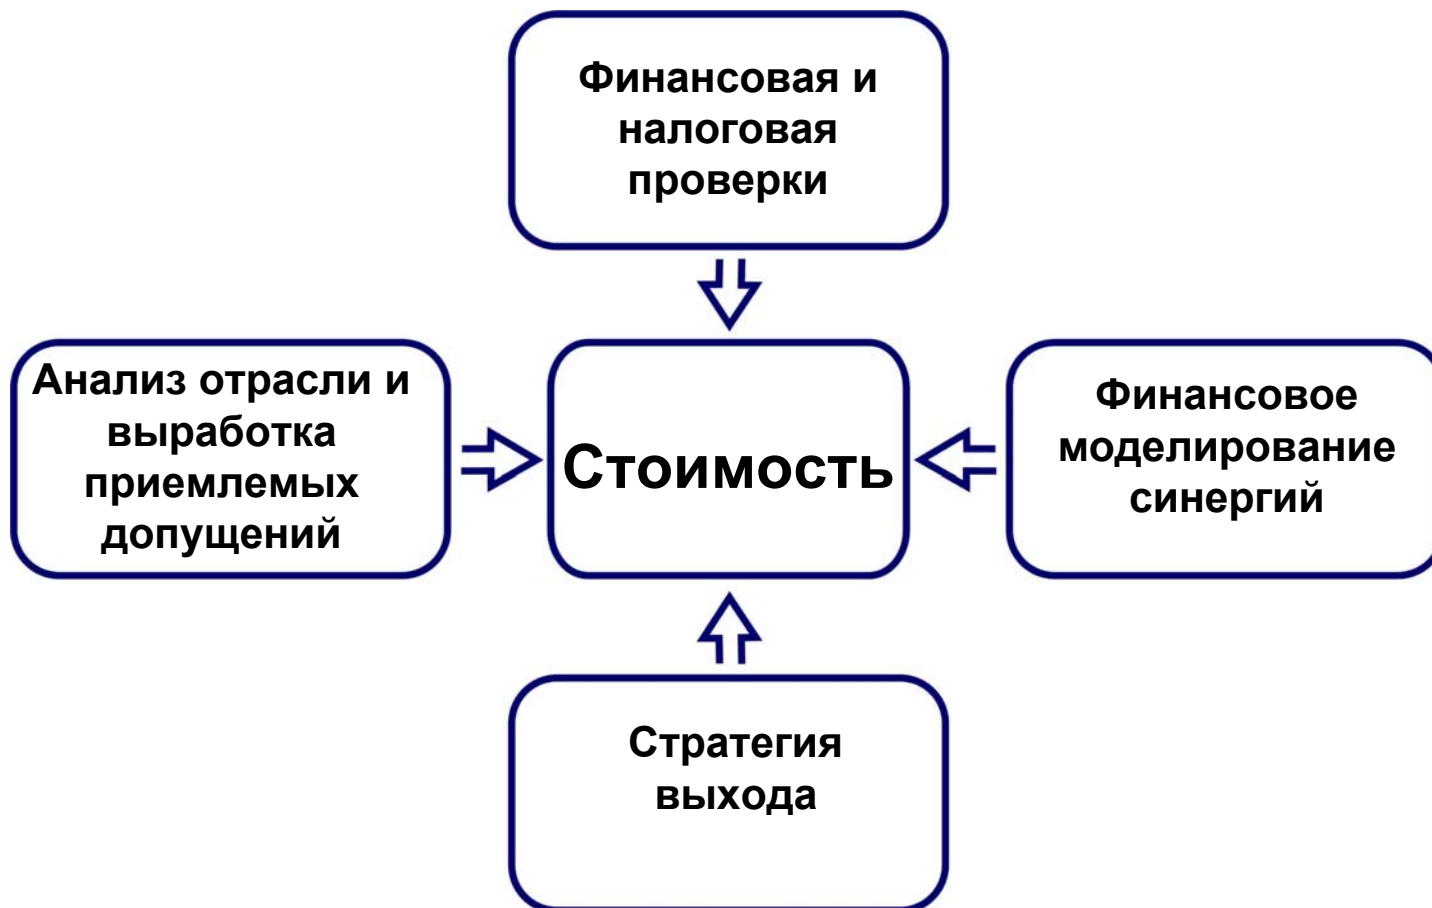 Финансовая и
налоговая
проверки
Анализ отрасли и
выработка
приемлемых
допущений
Стоимость
Финансовое
моделирование
синергий
Стратегия
выхода